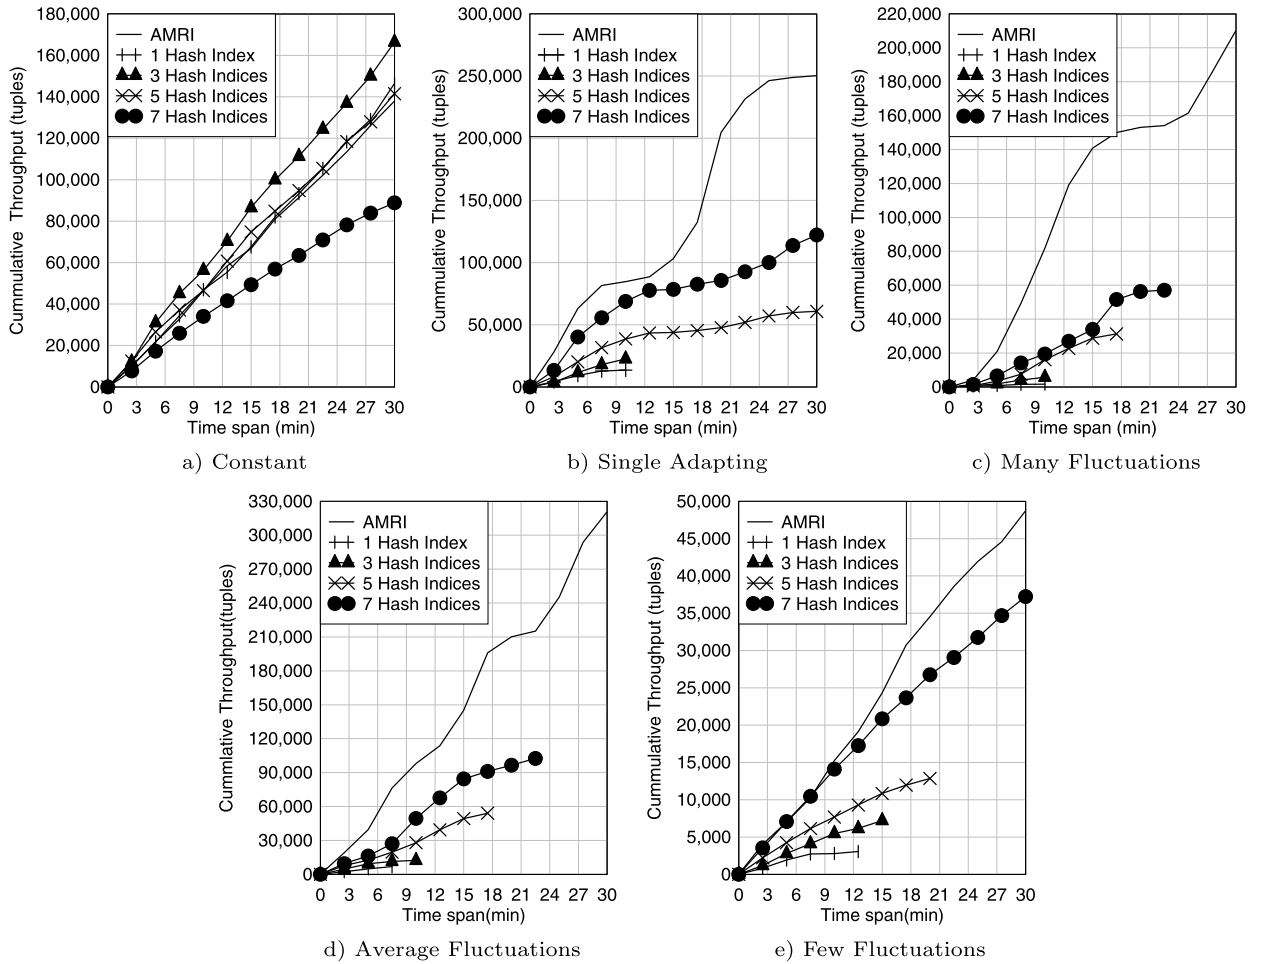 180,000
160,000
140,000
120,000
100,000
80,000
60,000
40,000
20,000
0
Cummulative Throughput (tuples)
AMRI
1 Hash Index
3 Hash Indices
5 Hash Indices
7 Hash Indices
0 3 6 9 12 15 18 21 24 27 30
Time span (min)
a) Constant
300,000
250,000
200,000
150,000
100,000
50,000
0
Cummulative Throughput (tuples)
AMRI
1 Hash Index
3 Hash Indices
5 Hash Indices
7 Hash Indices
0 3 6 9 12 15 18 21 24 27 30
Time span (min)
b) Single Adapting
220,000
200,000
180,000
160,000
140,000
120,000
100,000
80,000
60,000
40,000
20,000
0
Cummulative Throughput (tuples)
AMRI
1 Hash Index
3 Hash Indices
5 Hash Indices
7 Hash Indices
0 3 6 9 12 15 18 21 24 27 30
Time span (min)
c) Many Fluctuations
330,000
300,000
270,000
240,000
210,000
180,000
150,000
120,000
90,000
60,000
30,000
0
Cummlative Throughput(tuples)
AMRI
1 Hash Index
3 Hash Indices
5 Hash Indices
7 Hash Indices
0 3 6 9 12 15 18 21 24 27 30
Time span(min)
d) Average Fluctuations
50,000
45,000
40,000
35,000
30,000
25,000
20,000
15,000
10,000
5,000
0
Cummulative Throughput (tuples)
AMRI
1 Hash Index
3 Hash Indices
5 Hash Indices
7 Hash Indices
0 3 6 9 12 15 18 21 24 27 30
Time span(min)
e) Few Fluctuations